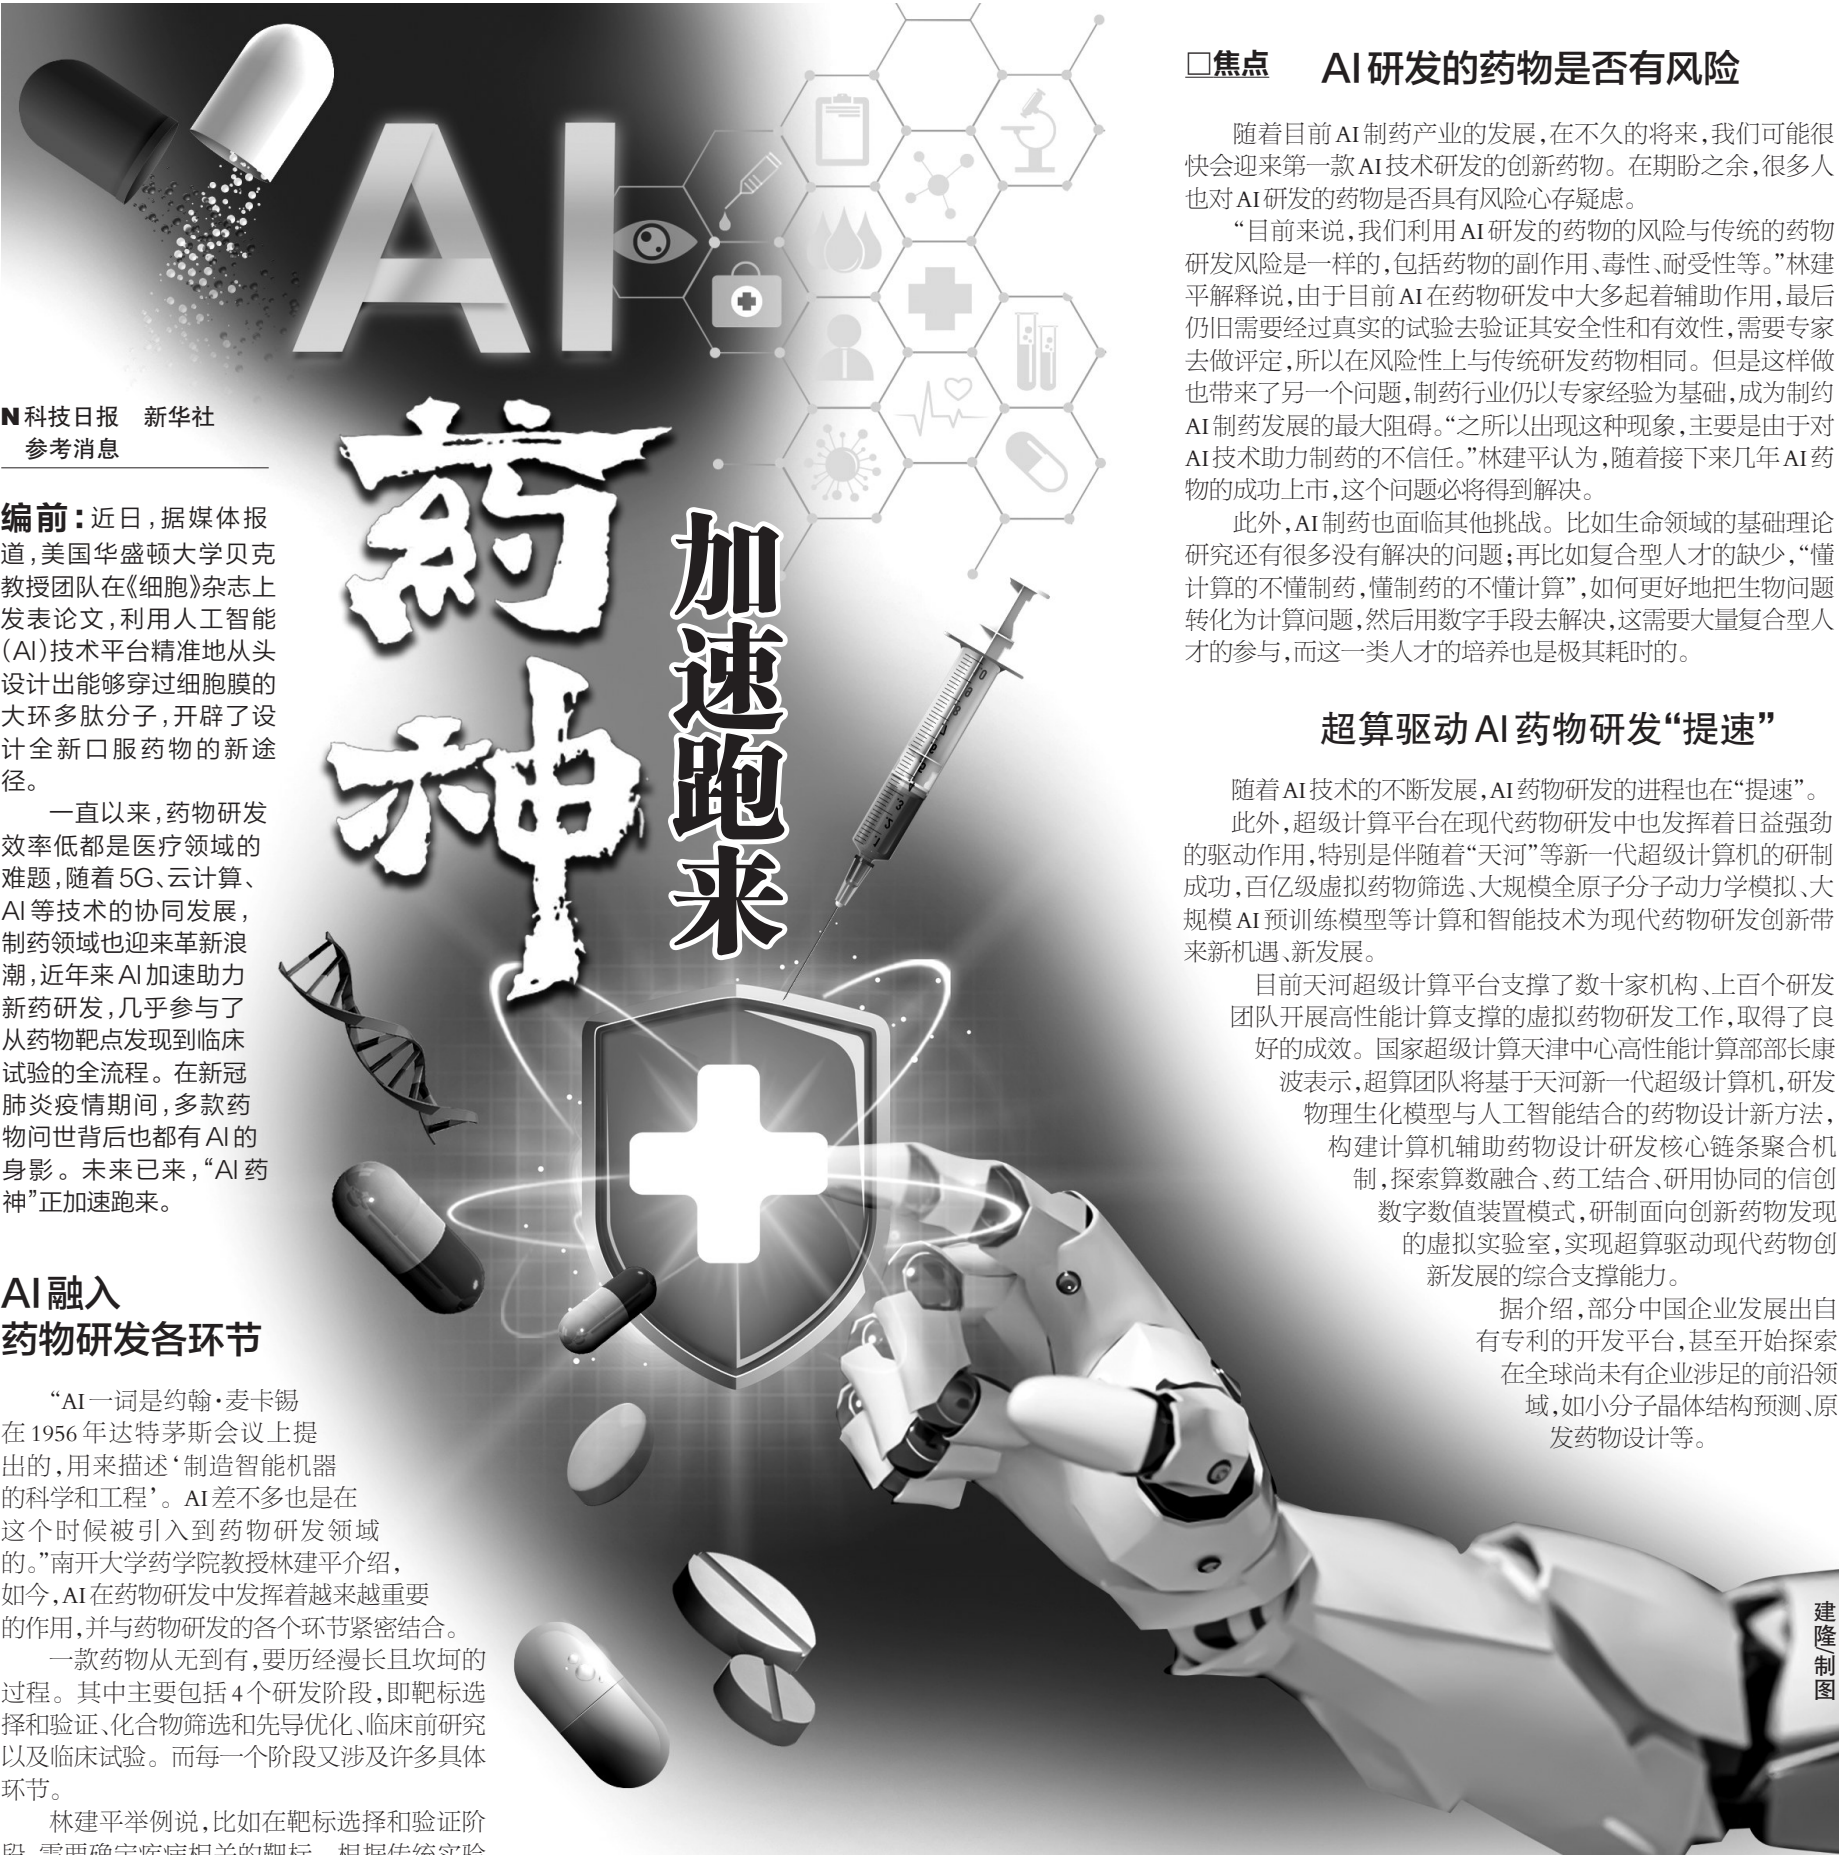 AI
药
神
加速跑来
N科技日报　新华社
参考消息
编前：近日，据媒体报
道，美国华盛顿大学贝克
教授团队在《细胞》杂志上
发表论文，利用人工智能
（AI）技术平台精准地从头
设计出能够穿过细胞膜的
大环多肽分子，开辟了设
计全新口服药物的新途
径。
一直以来，药物研发
效率低都是医疗领域的
难题，随着5G、云计算、
AI等技术的协同发展，
制药领域也迎来革新浪
潮，近年来AI加速助力
新药研发，几乎参与了
从药物靶点发现到临床
试验的全流程。在新冠
肺炎疫情期间，多款药
物问世背后也都有AI的
身影。未来已来，“AI药
神”正加速跑来。
AI融入
药物研发各环节
“AI一词是约翰·麦卡锡
在1956年达特茅斯会议上提
出的，用来描述‘制造智能机器
的科学和工程’。AI差不多也是在
这个时候被引入到药物研发领域
的。”南开大学药学院教授林建平介绍，
如今，AI在药物研发中发挥着越来越重要
的作用，并与药物研发的各个环节紧密结合。
一款药物从无到有，要历经漫长且坎坷的
过程。其中主要包括4个研发阶段，即靶标选
择和验证、化合物筛选和先导优化、临床前研究
以及临床试验。而每一个阶段又涉及许多具体
环节。
林建平举例说，比如在靶标选择和验证阶
段，需要确定疾病相关的靶标。根据传统实验
□焦点　AI研发的药物是否有风险
随着目前AI制药产业的发展，在不久的将来，我们可能很
快会迎来第一款AI技术研发的创新药物。在期盼之余，很多人
也对AI研发的药物是否具有风险心存疑虑。
“目前来说，我们利用AI研发的药物的风险与传统的药物
研发风险是一样的，包括药物的副作用、毒性、耐受性等。”林建
平解释说，由于目前AI在药物研发中大多起着辅助作用，最后
仍旧需要经过真实的试验去验证其安全性和有效性，需要专家
去做评定，所以在风险性上与传统研发药物相同。但是这样做
也带来了另一个问题，制药行业仍以专家经验为基础，成为制约
AI制药发展的最大阻碍。“之所以出现这种现象，主要是由于对
AI技术助力制药的不信任。”林建平认为，随着接下来几年AI药
物的成功上市，这个问题必将得到解决。
此外，AI制药也面临其他挑战。比如生命领域的基础理论
研究还有很多没有解决的问题；再比如复合型人才的缺少，“懂
计算的不懂制药，懂制药的不懂计算”，如何更好地把生物问题
转化为计算问题，然后用数字手段去解决，这需要大量复合型人
才的参与，而这一类人才的培养也是极其耗时的。
超算驱动AI药物研发“提速”
随着AI技术的不断发展，AI药物研发的进程也在“提速”。
此外，超级计算平台在现代药物研发中也发挥着日益强劲
的驱动作用，特别是伴随着“天河”等新一代超级计算机的研制
成功，百亿级虚拟药物筛选、大规模全原子分子动力学模拟、大
规模AI预训练模型等计算和智能技术为现代药物研发创新带
来新机遇、新发展。
目前天河超级计算平台支撑了数十家机构、上百个研发
团队开展高性能计算支撑的虚拟药物研发工作，取得了良
好的成效。国家超级计算天津中心高性能计算部部长康
波表示，超算团队将基于天河新一代超级计算机，研发
物理生化模型与人工智能结合的药物设计新方法，
构建计算机辅助药物设计研发核心链条聚合机
制，探索算数融合、药工结合、研用协同的信创
数字数值装置模式，研制面向创新药物发现
的虚拟实验室，实现超算驱动现代药物创
新发展的综合支撑能力。
据介绍，部分中国企业发展出自
有专利的开发平台，甚至开始探索
在全球尚未有企业涉足的前沿领
域，如小分子晶体结构预测、原
发药物设计等。
建隆/制图